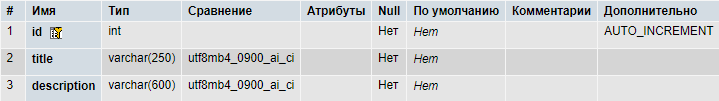 # Имя Тип Сравнение Атрибуты Null По умолчанию Комментарии Дополнительно
1 id int Нет Нет AUTO_INCREMENT
2 title varchar(250) utf8mb4_0900_ai_ci Нет Нет
3 description varchar(600) utf8mb4_0900_ai_ci Нет Нет